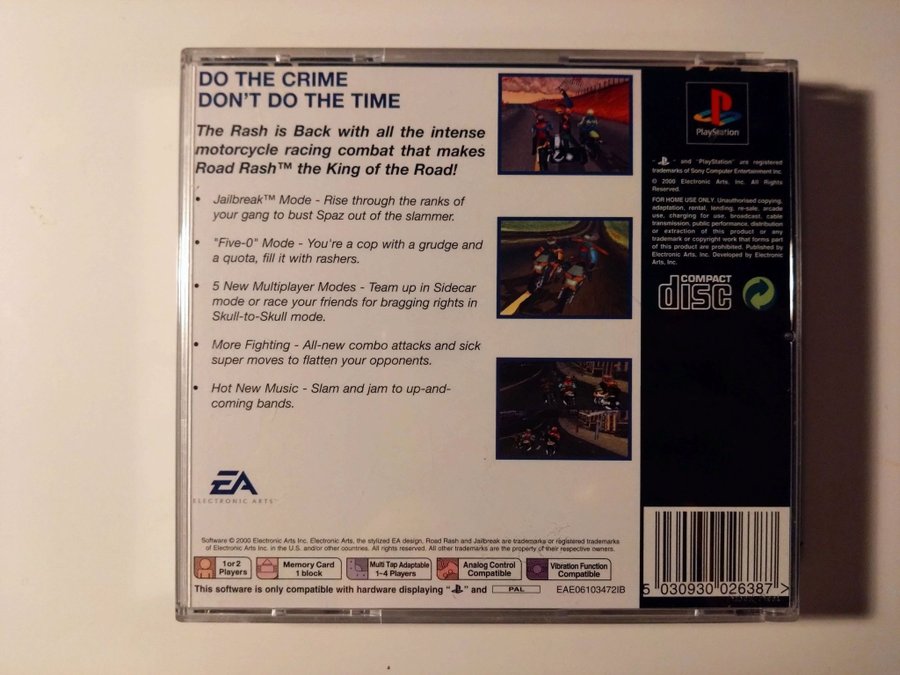 DO THE CRIME
DON'T DO THE TIME
The Rash is Back with all the intense
motorcycle racing combat that makes
Road Rash™ the King of the Road!
• Jailbreak™ Mode - Rise through the ranks of
your gang to bust Spaz out of the slammer.
• "Five-0" Mode - You're a cop with a grudge and
a quota, fill it with rashers.
• 5 New Multiplayer Modes - Team up in Sidecar
mode or race your friends for bragging rights in
Skull-to-Skull mode.
• More Fighting - All-new combo attacks and sick
super moves to flatten your opponents.
• Hot New Music - Slam and jam to up-and-
coming bands.
EA
ELECTRONIC ARTS™
Software © 2000 Electronic Arts Inc. Electronic Arts, the stylized EA design, Road Rash and Jailbreak are trademarks or registered trademarks
of Electronic Arts Inc. in the U.S. and/or other countries. All rights reserved. All other trademarks are the property of their respective owners.
1 or 2
Players
Memory Card
1 block
Multi Tap Adaptable
1~4 Players
Analog Control
Compatible
Vibration Function
Compatible
This software is only compatible with hardware displaying " " and PAL EAE06103472IB
PlayStation
" " and "PlayStation" are registered
trademarks of Sony Computer Entertainment Inc.
© 2000 Electronic Arts Inc. All Rights
Reserved.
FOR HOME USE ONLY. Unauthorised copying,
adaptation, rental, lending, re-sale, arcade
use, charging for use, broadcast, cable
transmission, public performance, distribution
or extraction of this product or any
trademark or copyright work that forms part
of this product are prohibited. Published by
Electronic Arts, Inc. Developed by Electronic
Arts, Inc.
COMPACT
disc
5 030930 026387 >